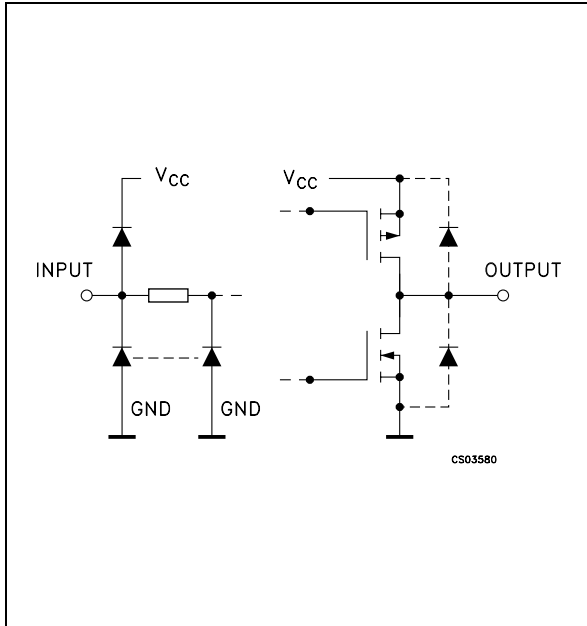 VCC
VCC
INPUT
OUTPUT
GND
GND
CS03580